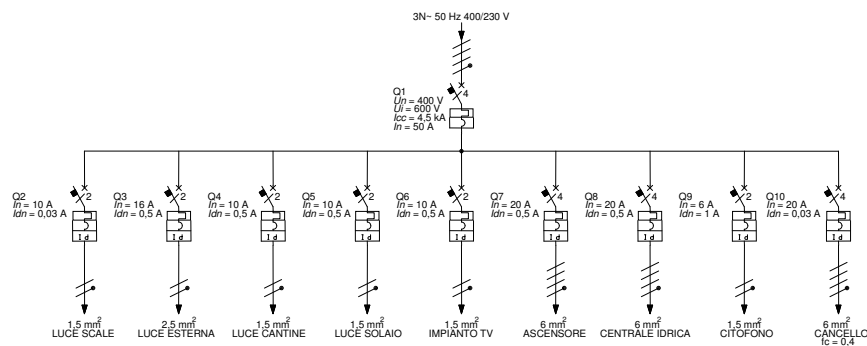 3N~ 50 Hz 400/230 V
4
Q1
Un = 400 V
Ui = 600 V
Icc = 4,5 kA
In = 50 A
Q2
In = 10 A
Idn = 0,03 A
2
I d
1,5 mm²
LUCE SCALE
Q3
In = 16 A
Idn = 0,5 A
2
I d
2,5 mm²
LUCE ESTERNA
Q4
In = 10 A
Idn = 0,5 A
2
I d
1,5 mm²
LUCE CANTINE
Q5
In = 10 A
Idn = 0,5 A
2
I d
1,5 mm²
LUCE SOLAIO
Q6
In = 10 A
Idn = 0,5 A
2
I d
1,5 mm²
IMPIANTO TV
Q7
In = 20 A
Idn = 0,5 A
4
I d
6 mm²
ASCENSORE
Q8
In = 20 A
Idn = 0,5 A
4
I d
6 mm²
CENTRALE IDRICA
Q9
In = 6 A
Idn = 1 A
2
I d
1,5 mm²
CITOFONO
Q10
In = 20 A
Idn = 0,03 A
4
I d
6 mm²
CANCELLO
fc = 0,4